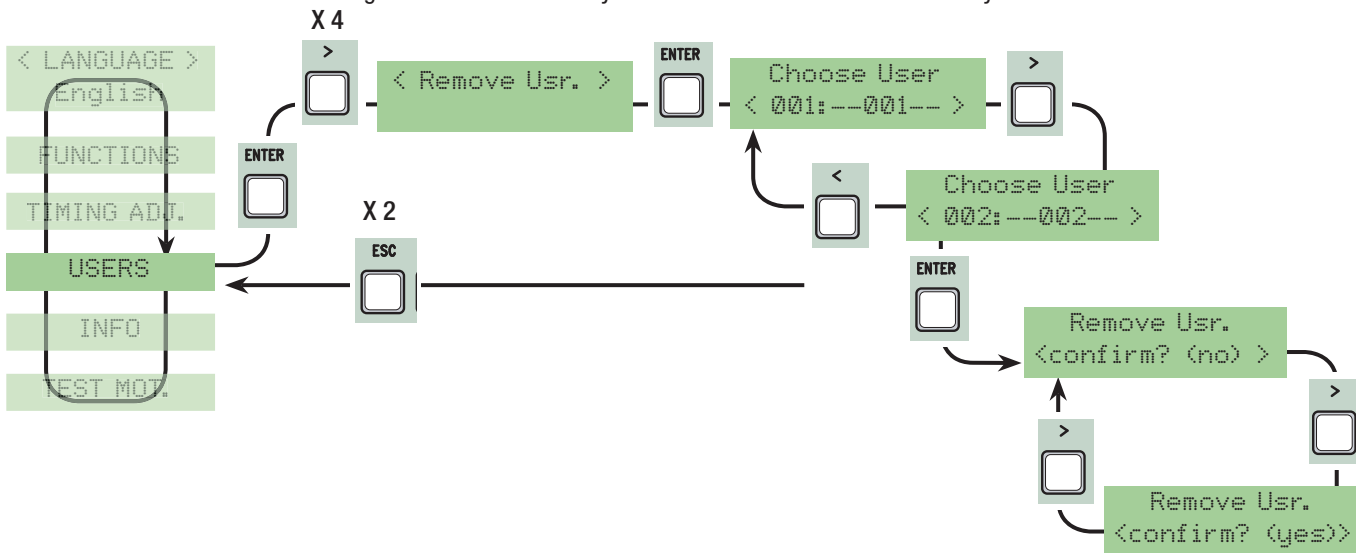 X 4
>
< LANGUAGE >
English
FUNCTIONS
TIMING ADJ.
USERS
INFO
TEST MOT.
ENTER
< Remove Usr. >
ENTER
Choose User
< 001:--001-- >
>
Choose User
< 002:--002-- >
<
X 2
ESC
ENTER
Remove Usr.
<confirm? (no) >
>
Remove Usr.
<confirm? (yes)>
>